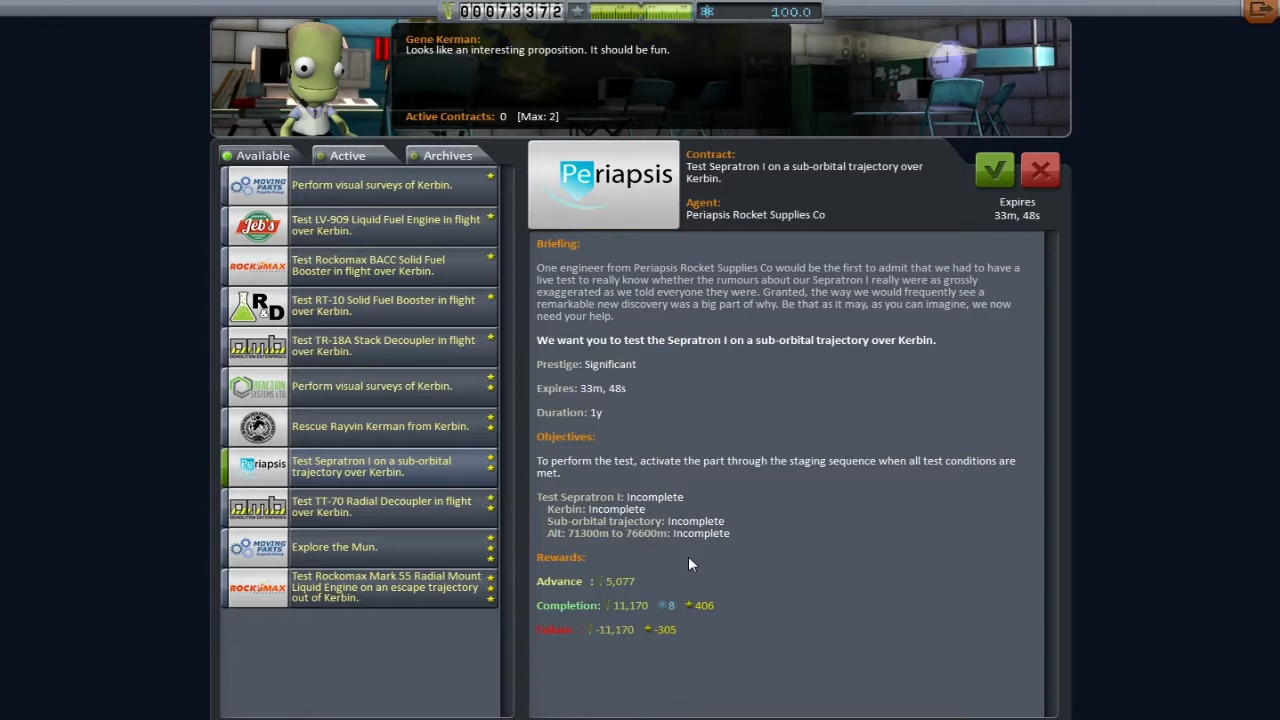 00073372
100.0
Gene Kerman:
Looks like an interesting proposition. It should be fun.
Active Contracts: 0 [Max: 2]
Available
Active
Archives
MOVING PARTS
Perform visual surveys of Kerbin.
Jeb's
Test LV-909 Liquid Fuel Engine in flight
over Kerbin.
ROCKOMAX
Test Rockomax BACC Solid Fuel
Booster in flight over Kerbin.
R&D
Test RT-10 Solid Fuel Booster in flight
over Kerbin.
Test TR-18A Stack Decoupler in flight
over Kerbin.
REACTION
SYSTEMS LTD.
Perform visual surveys of Kerbin.
Rescue Rayvin Kerman from Kerbin.
Periapsis
Test Sepratron I on a sub-orbital
trajectory over Kerbin.
Test TT-70 Radial Decoupler in flight
over Kerbin.
MOVING PARTS
Explore the Mun.
ROCKOMAX
Test Rockomax Mark 55 Radial Mount
Liquid Engine on an escape trajectory
out of Kerbin.
Periapsis
Contract:
Test Sepratron I on a sub-orbital trajectory over
Kerbin.
Agent:
Periapsis Rocket Supplies Co
Expires
33m, 48s
Briefing:
One engineer from Periapsis Rocket Supplies Co would be the first to admit that we had to have a
live test to really know whether the rumours about our Sepratron I really were as grossly
exaggerated as we told everyone they were. Granted, the way we would frequently see a
remarkable new discovery was a big part of why. Be that as it may, as you can imagine, we now
need your help.
We want you to test the Sepratron I on a sub-orbital trajectory over Kerbin.
Prestige: Significant
Expires: 33m, 48s
Duration: 1y
Objectives:
To perform the test, activate the part through the staging sequence when all test conditions are
met.
Test Sepratron I: Incomplete
Kerbin: Incomplete
Sub-orbital trajectory: Incomplete
Alt: 71300m to 76600m: Incomplete
Rewards:
Advance : 5,077
Completion: 11,170 8 406
Failure : -11,170 -305